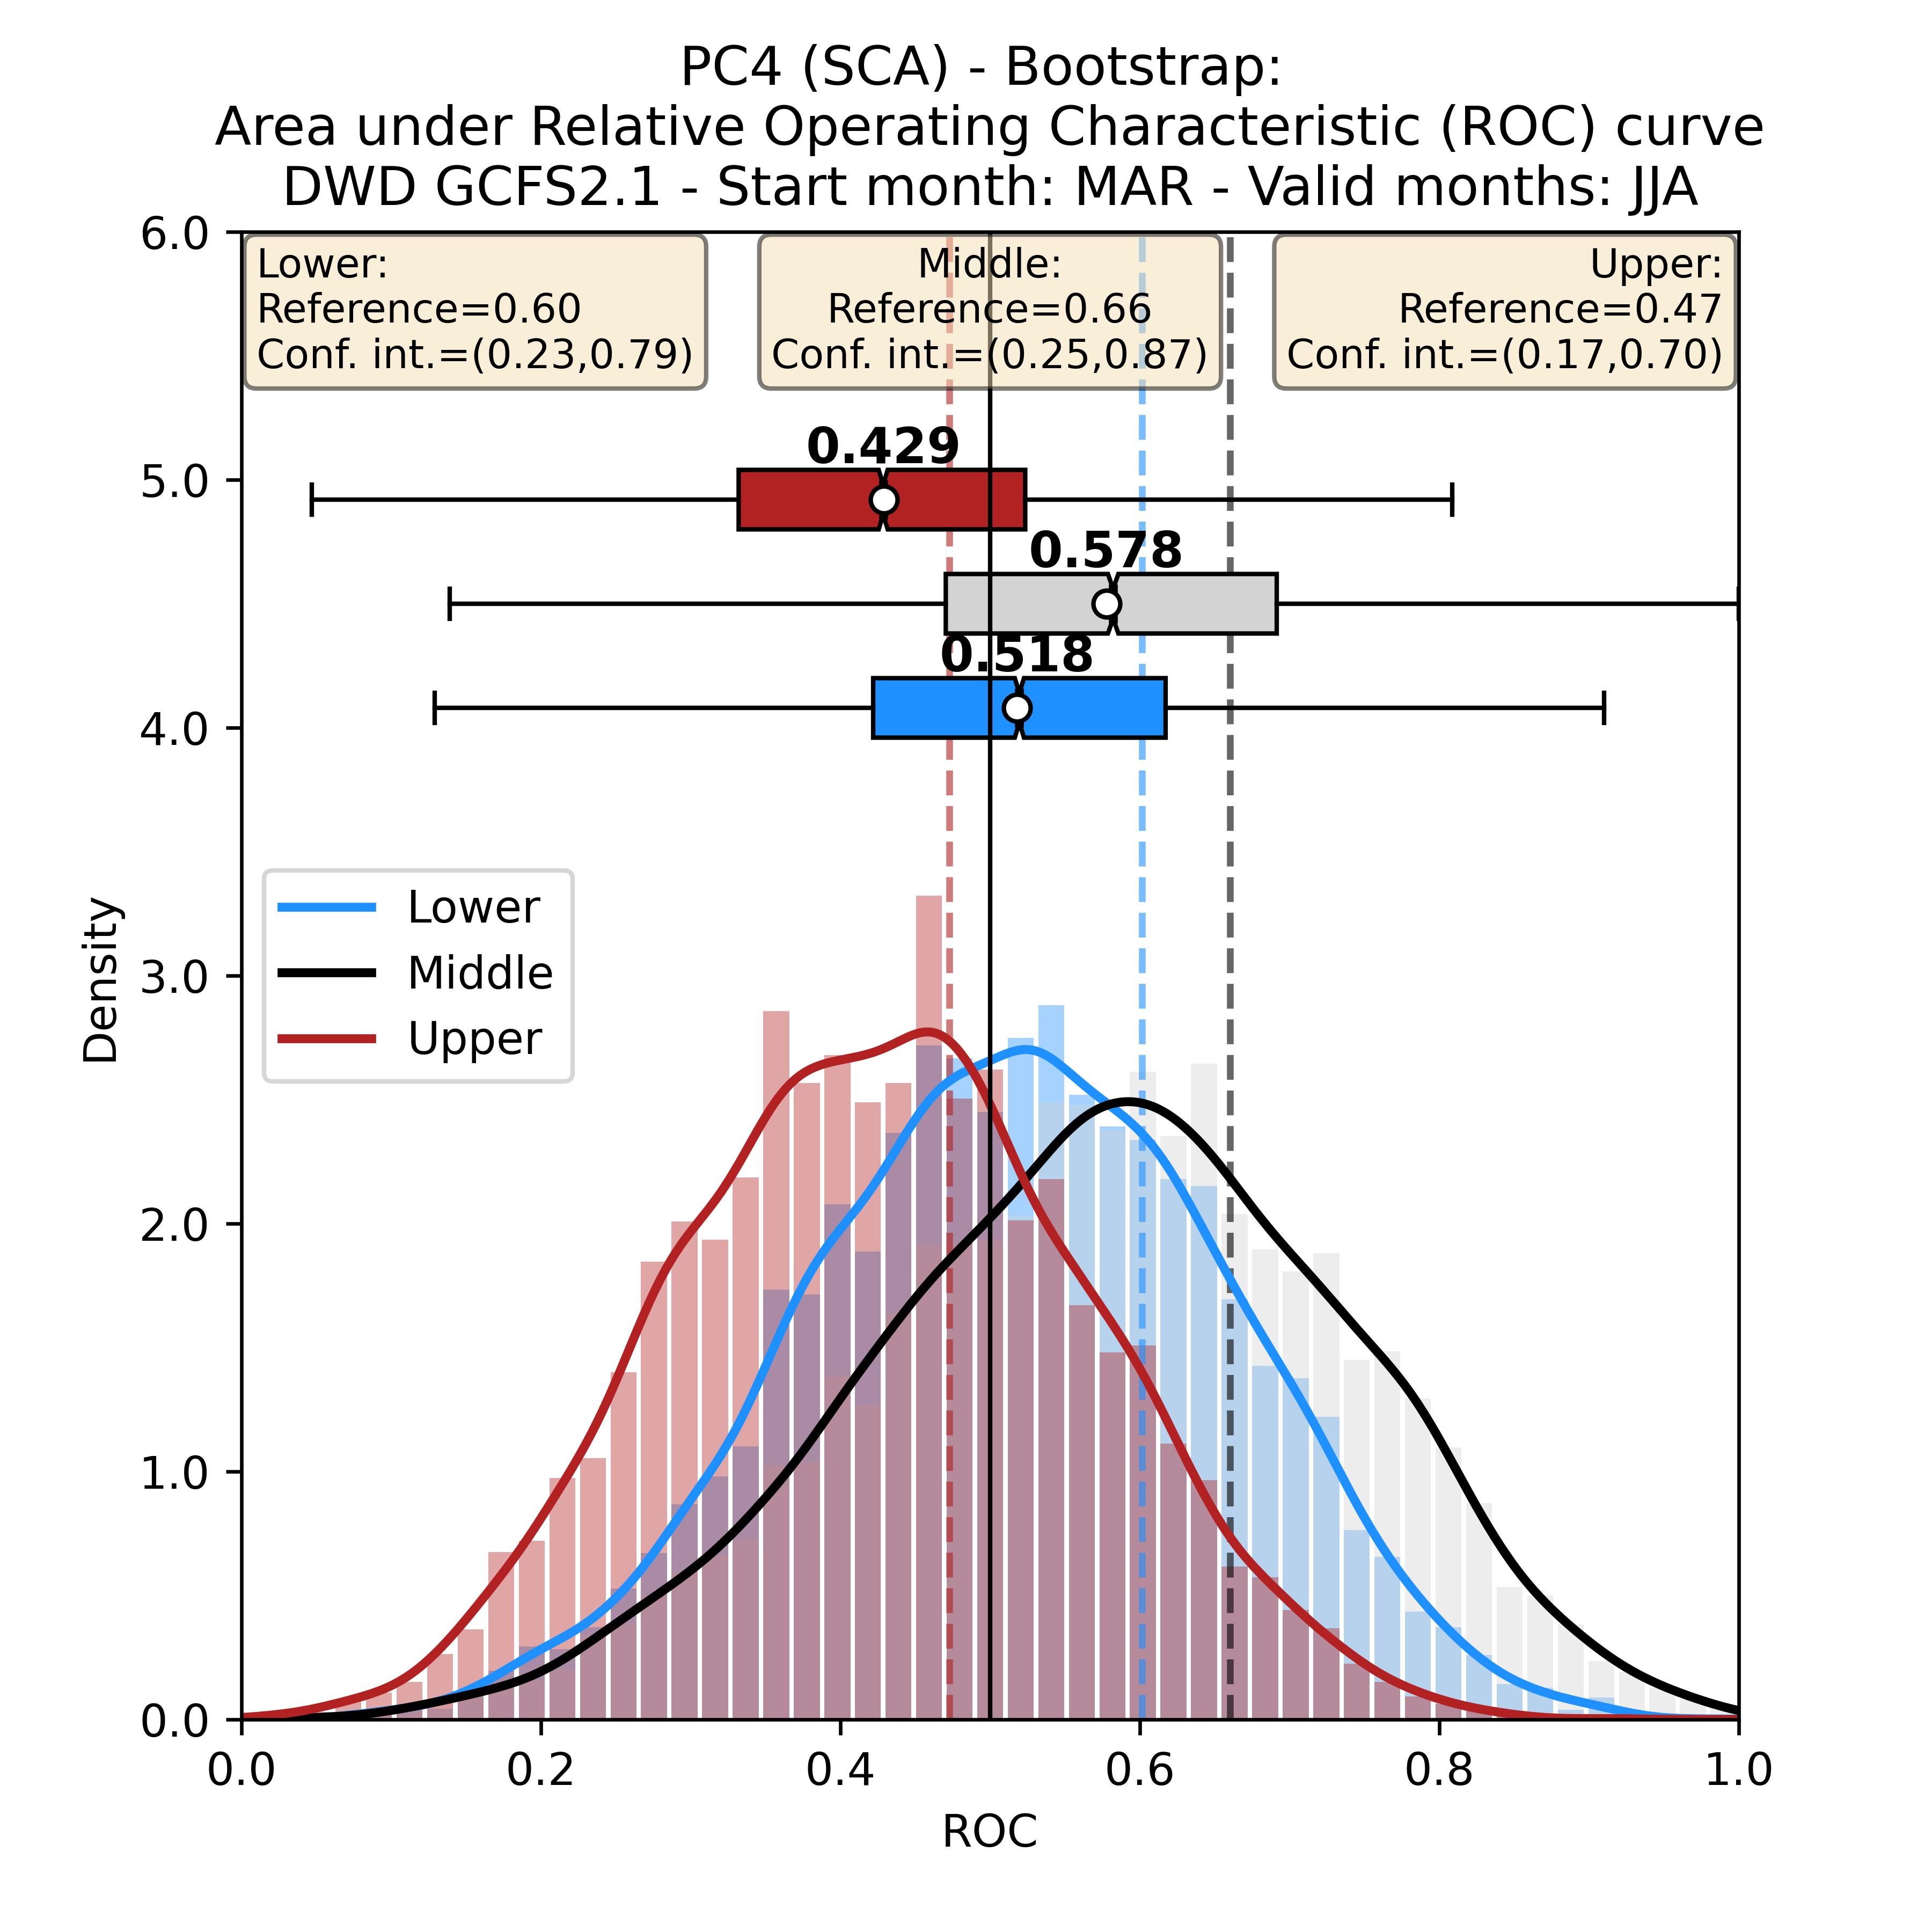 PC4 (SCA) - Bootstrap:
Area under Relative Operating Characteristic (ROC) curve
DWD GCFS2.1 - Start month: MAR - Valid months: JJA
6.0
Lower:
Reference=0.60
Conf. int.=(0.23,0.79)
Middle:
Reference=0.66
Conf. int.=(0.25,0.87)
Upper:
Reference=0.47
Conf. int.=(0.17,0.70)
0.429
5.0
0.578
0.518
4.0
Lower
Middle
Upper
Density
3.0
2.0
1.0
0.0
0.0
0.2
0.4
0.6
0.8
1.0
ROC